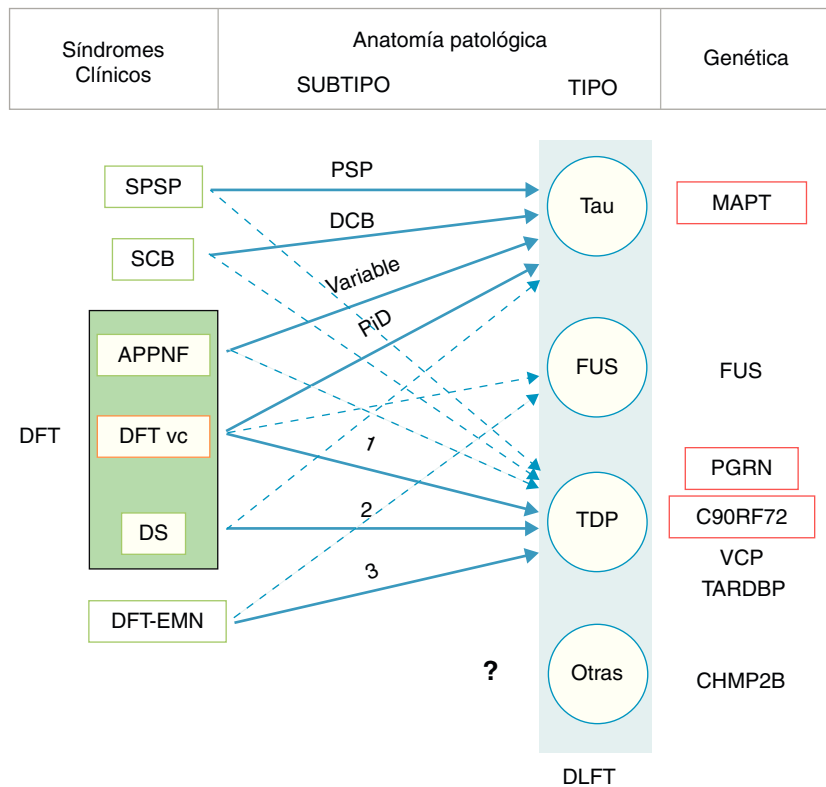 Síndromes
Clínicos
Anatomía patológica
SUBTIPO
TIPO
Genética
SPSP
PSP
Tau
MAPT
DCB
SCB
Variable
PiD
APPNF
FUS
FUS
DFT
DFT vc
1
PGRN
2
TDP
C90RF72
DS
VCP
3
TARDBP
DFT-EMN
?
Otras
CHMP2B
DLFT